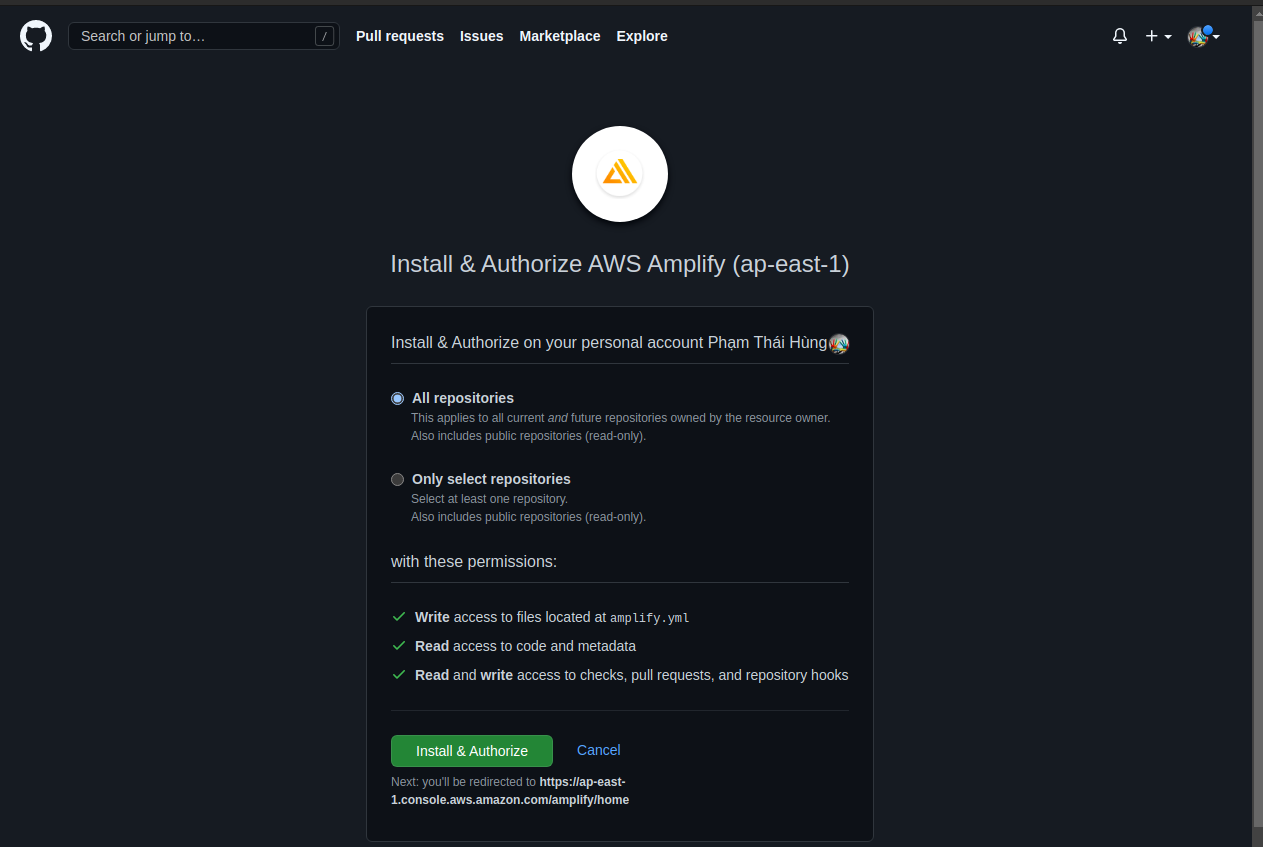 Search or jump to… /
Pull requests Issues Marketplace Explore
Install & Authorize AWS Amplify (ap-east-1)
Install & Authorize on your personal account Phạm Thái Hùng
All repositories
This applies to all current and future repositories owned by the resource owner.
Also includes public repositories (read-only).
Only select repositories
Select at least one repository.
Also includes public repositories (read-only).
with these permissions:
Write access to files located at amplify.yml
Read access to code and metadata
Read and write access to checks, pull requests, and repository hooks
Install & Authorize Cancel
Next: you'll be redirected to https://ap-east-
1.console.aws.amazon.com/amplify/home